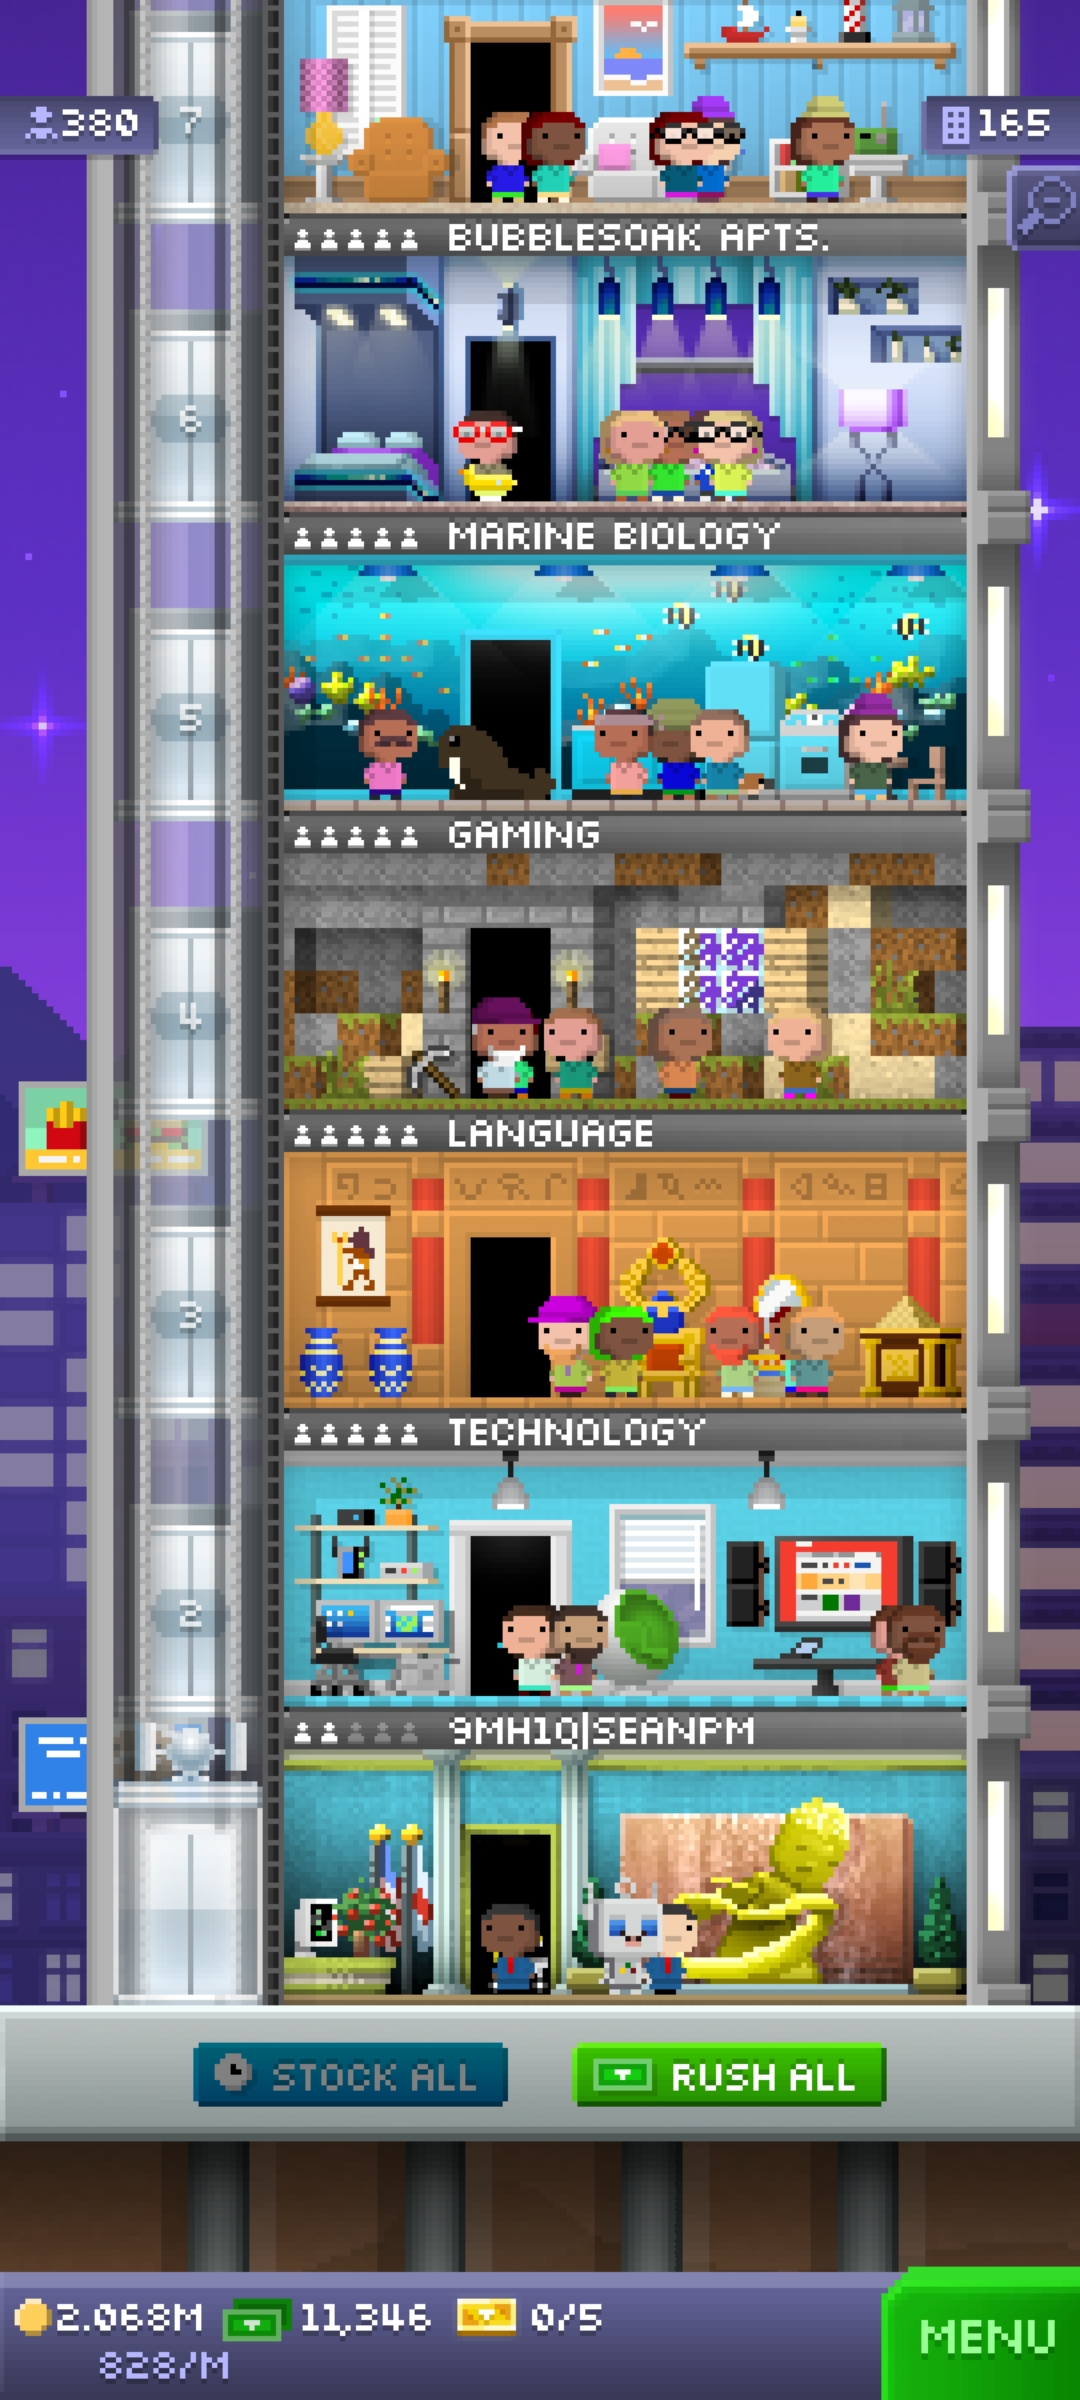 380
7
165
BUBBLESOAK APTS.
6
MARINE BIOLOGY
5
GAMING
4
LANGUAGE
3
TECHNOLOGY
2
9MH1Q|SEANPM
STOCK ALL
RUSH ALL
2.068M 11,346 0/5
828/M
MENU